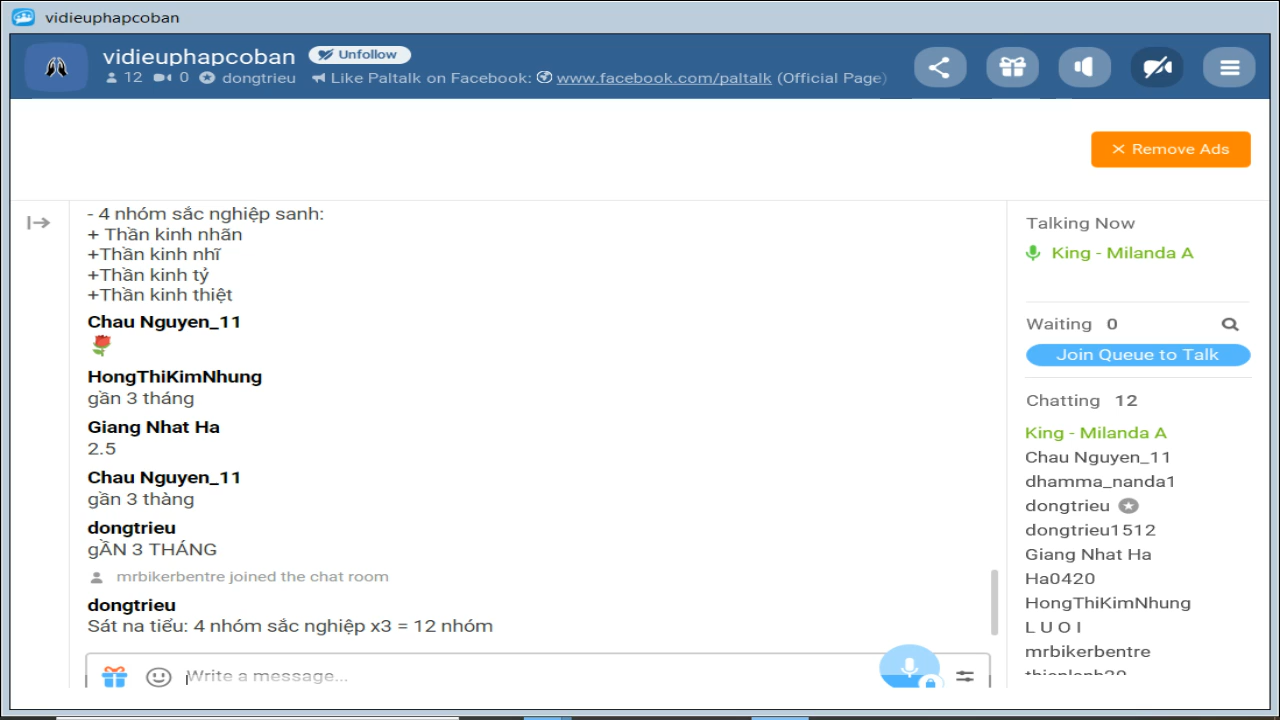 vidieuphapcoban
vidieuphapcoban Unfollow
12 0 dongtrieu Like Paltalk on Facebook: www.facebook.com/paltalk (Official Page)
Remove Ads
- 4 nhóm sắc nghiệp sanh:
+ Thần kinh nhãn
+Thần kinh nhĩ
+Thần kinh tỷ
+Thần kinh thiệt
Chau Nguyen_11
HongThiKimNhung
gần 3 tháng
Giang Nhat Ha
2.5
Chau Nguyen_11
gần 3 thàng
dongtrieu
gẦN 3 THÁNG
mrbikerbentre joined the chat room
dongtrieu
Sát na tiểu: 4 nhóm sắc nghiệp x3 = 12 nhóm
Write a message...
Talking Now
King - Milanda A
Waiting 0
Join Queue to Talk
Chatting 12
King - Milanda A
Chau Nguyen_11
dhamma_nanda1
dongtrieu
dongtrieu1512
Giang Nhat Ha
Ha0420
HongThiKimNhung
L U O I
mrbikerbentre